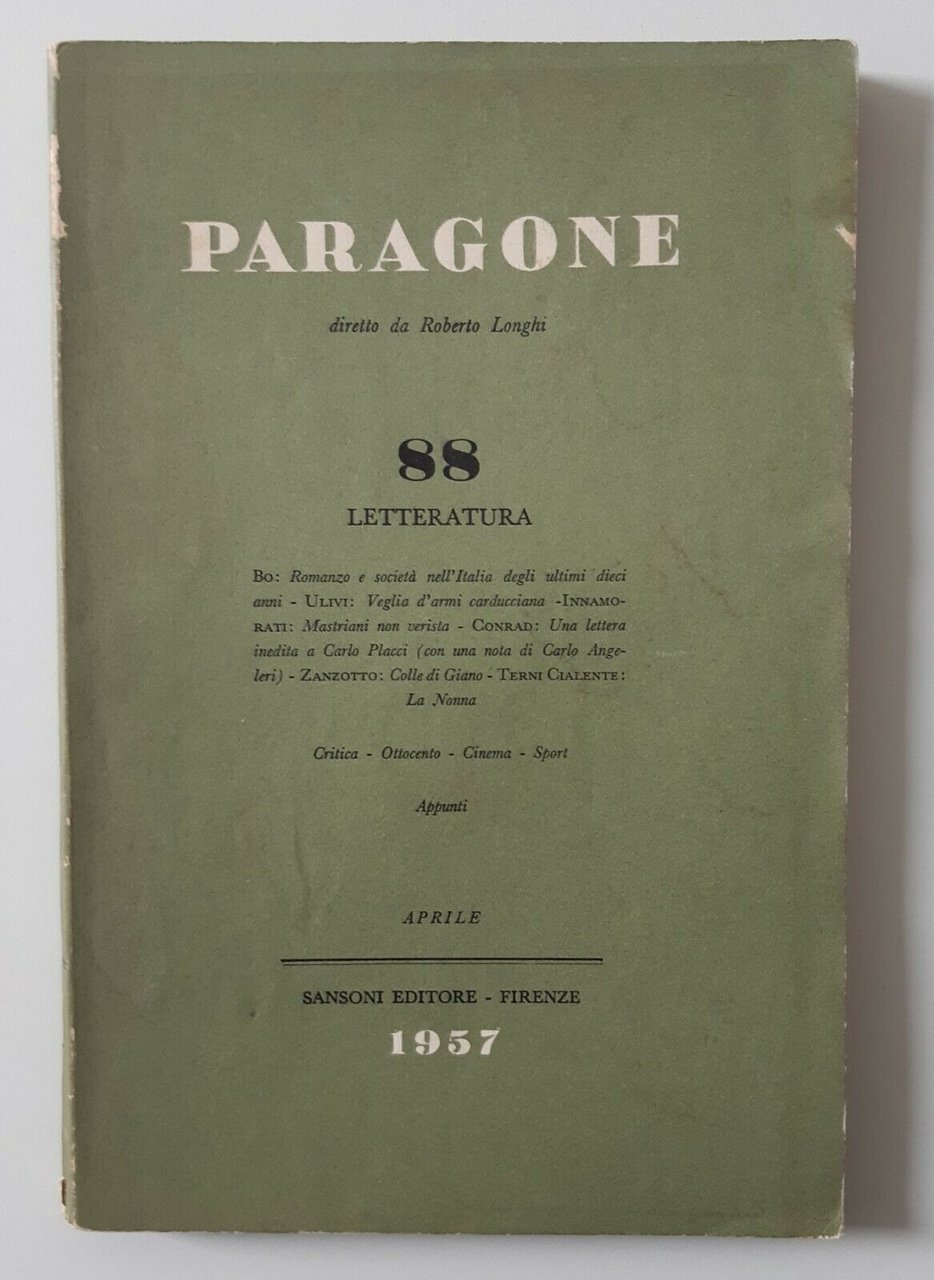 PARAGONE
diretto da Roberto Longhi
88
LETTERATURA
BO: Romanzo e società nell'Italia degli ultimi dieci
anni - ULIVI: Veglia d'armi carducciana -INNAMO-
RATI: Mastriani non verista - CONRAD: Una lettera
inedita a Carlo Placci (con una nota di Carlo Ange-
leri) - ZANZOTTO: Colle di Giano - TERNI CIALENTE:
La Nonna
Critica - Ottocento - Cinema - Sport
Appunti
APRILE
SANSONI EDITORE - FIRENZE
1957